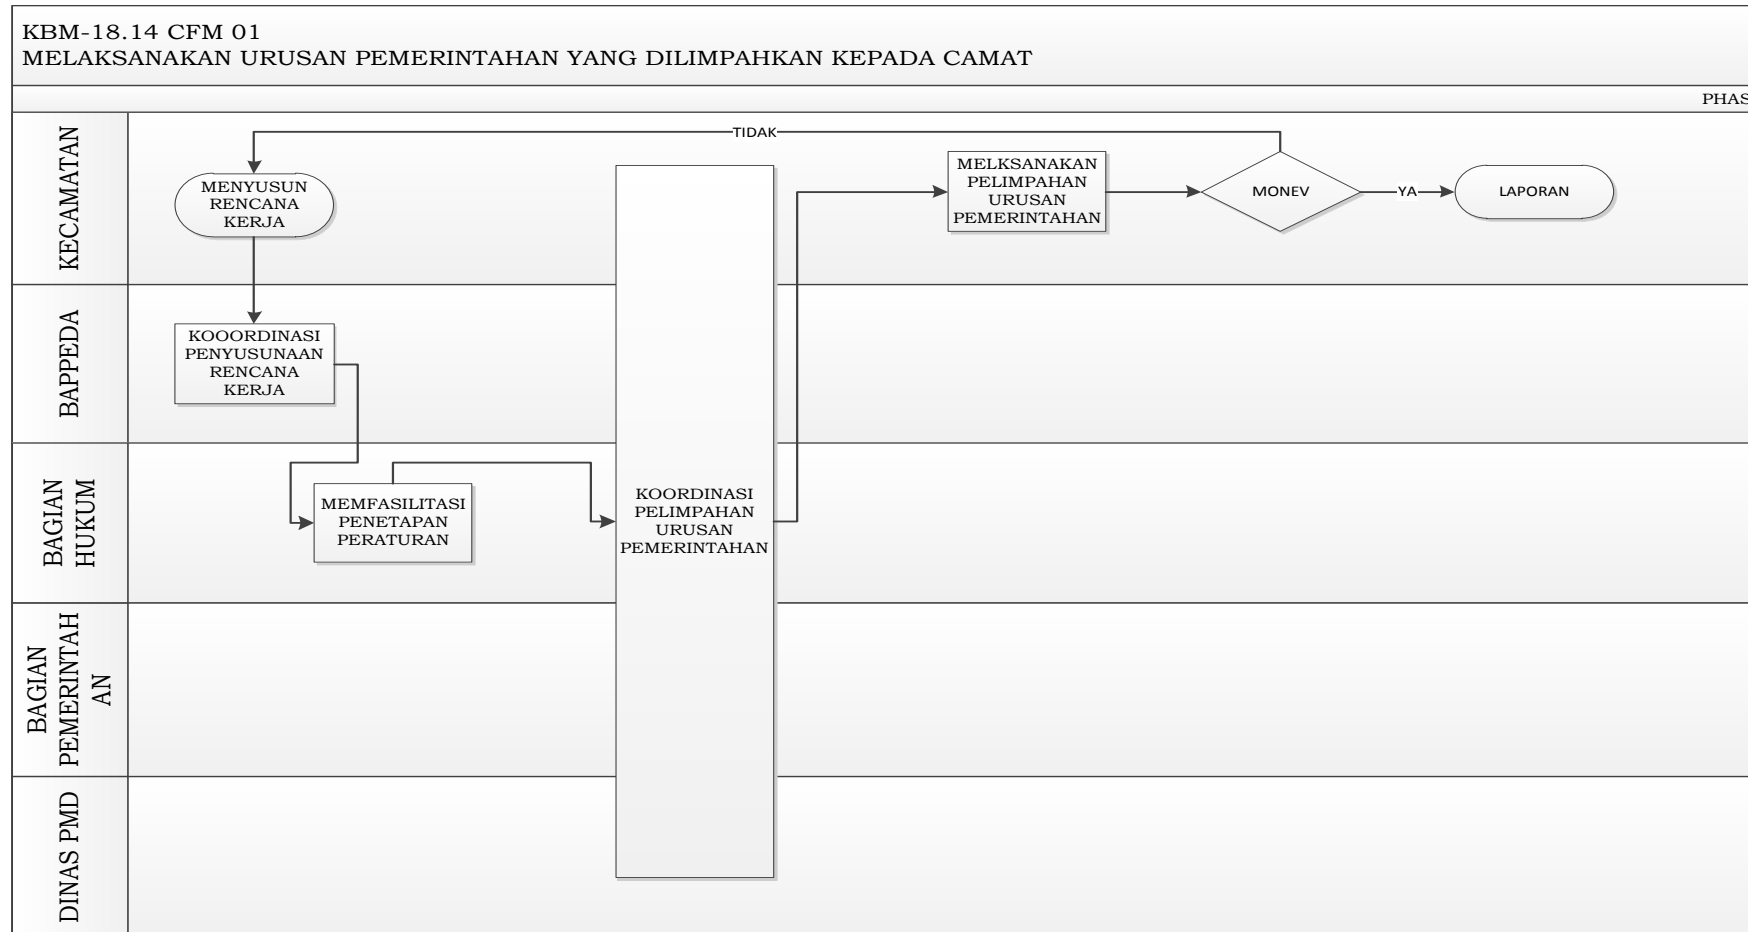 KBM-18.14 CFM 01
MELAKSANAKAN URUSAN PEMERINTAHAN YANG DILIMPAHKAN KEPADA CAMAT
PHAS
KECAMATAN
TIDAK
MENYUSUN
RENCANA
KERJA
MELKSANAKAN
PELIMPAHAN
URUSAN
PEMERINTAHAN
MONEV
YA
LAPORAN
BAPPEDA
KOOORDINASI
PENYUSUNAAN
RENCANA
KERJA
BAGIAN
HUKUM
MEMFASILITASI
PENETAPAN
PERATURAN
KOORDINASI
PELIMPAHAN
URUSAN
PEMERINTAHAN
BAGIAN
PEMERINTAH
AN
DINAS PMD